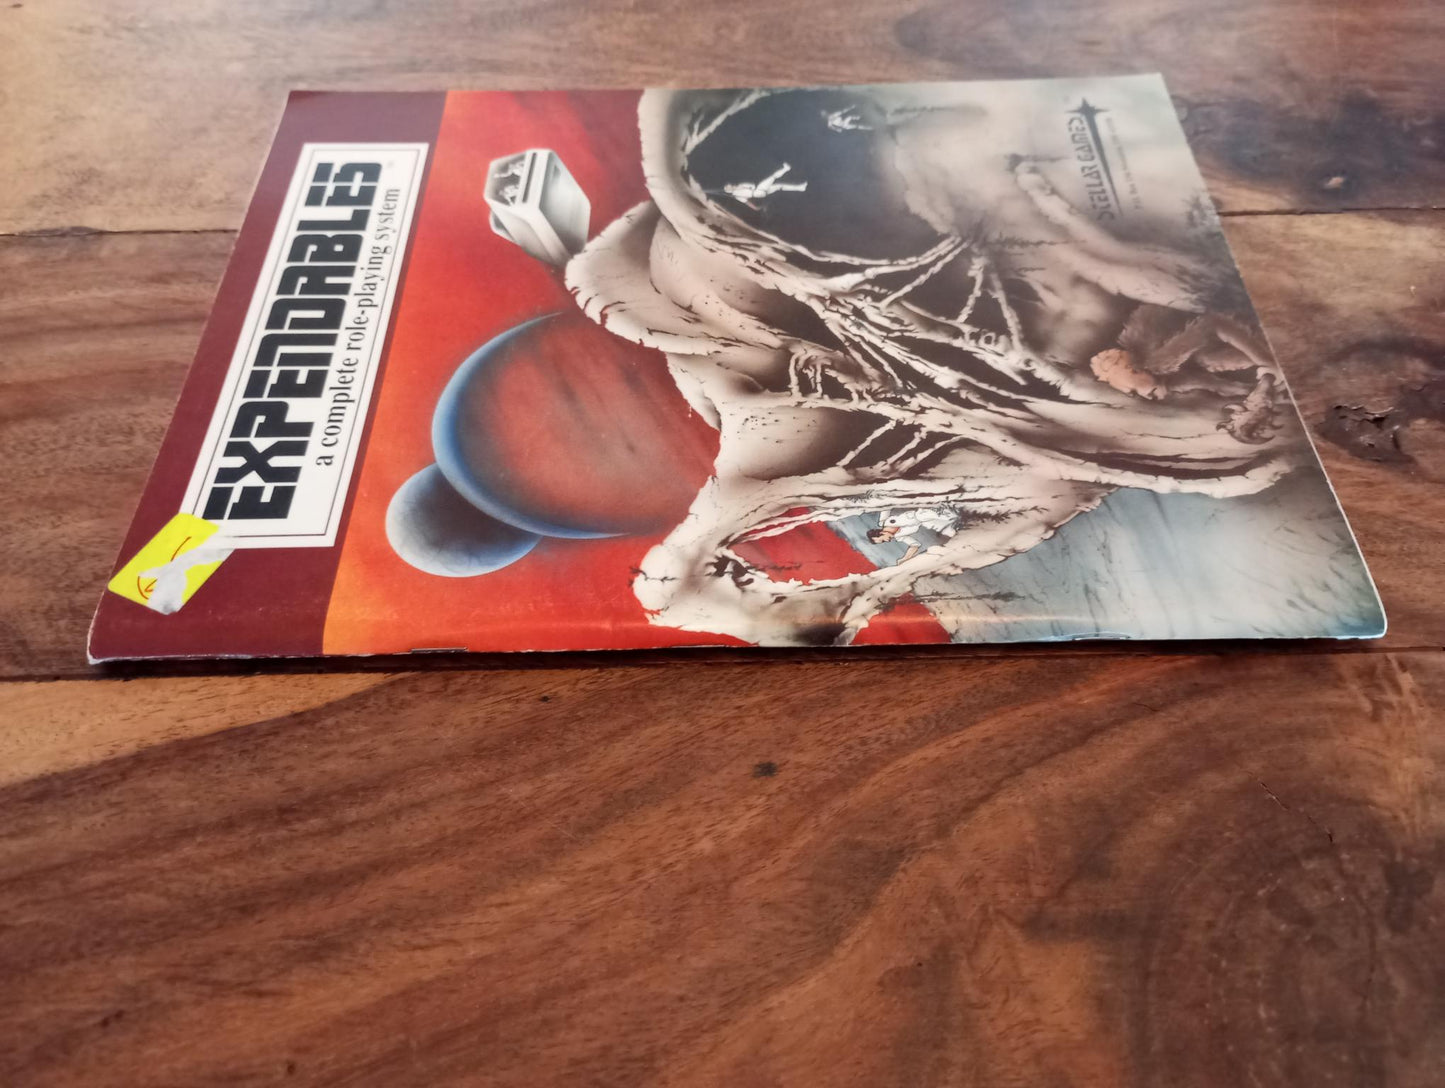 EXPENDABLES
a complete role-playing system
STELLAR GAMES